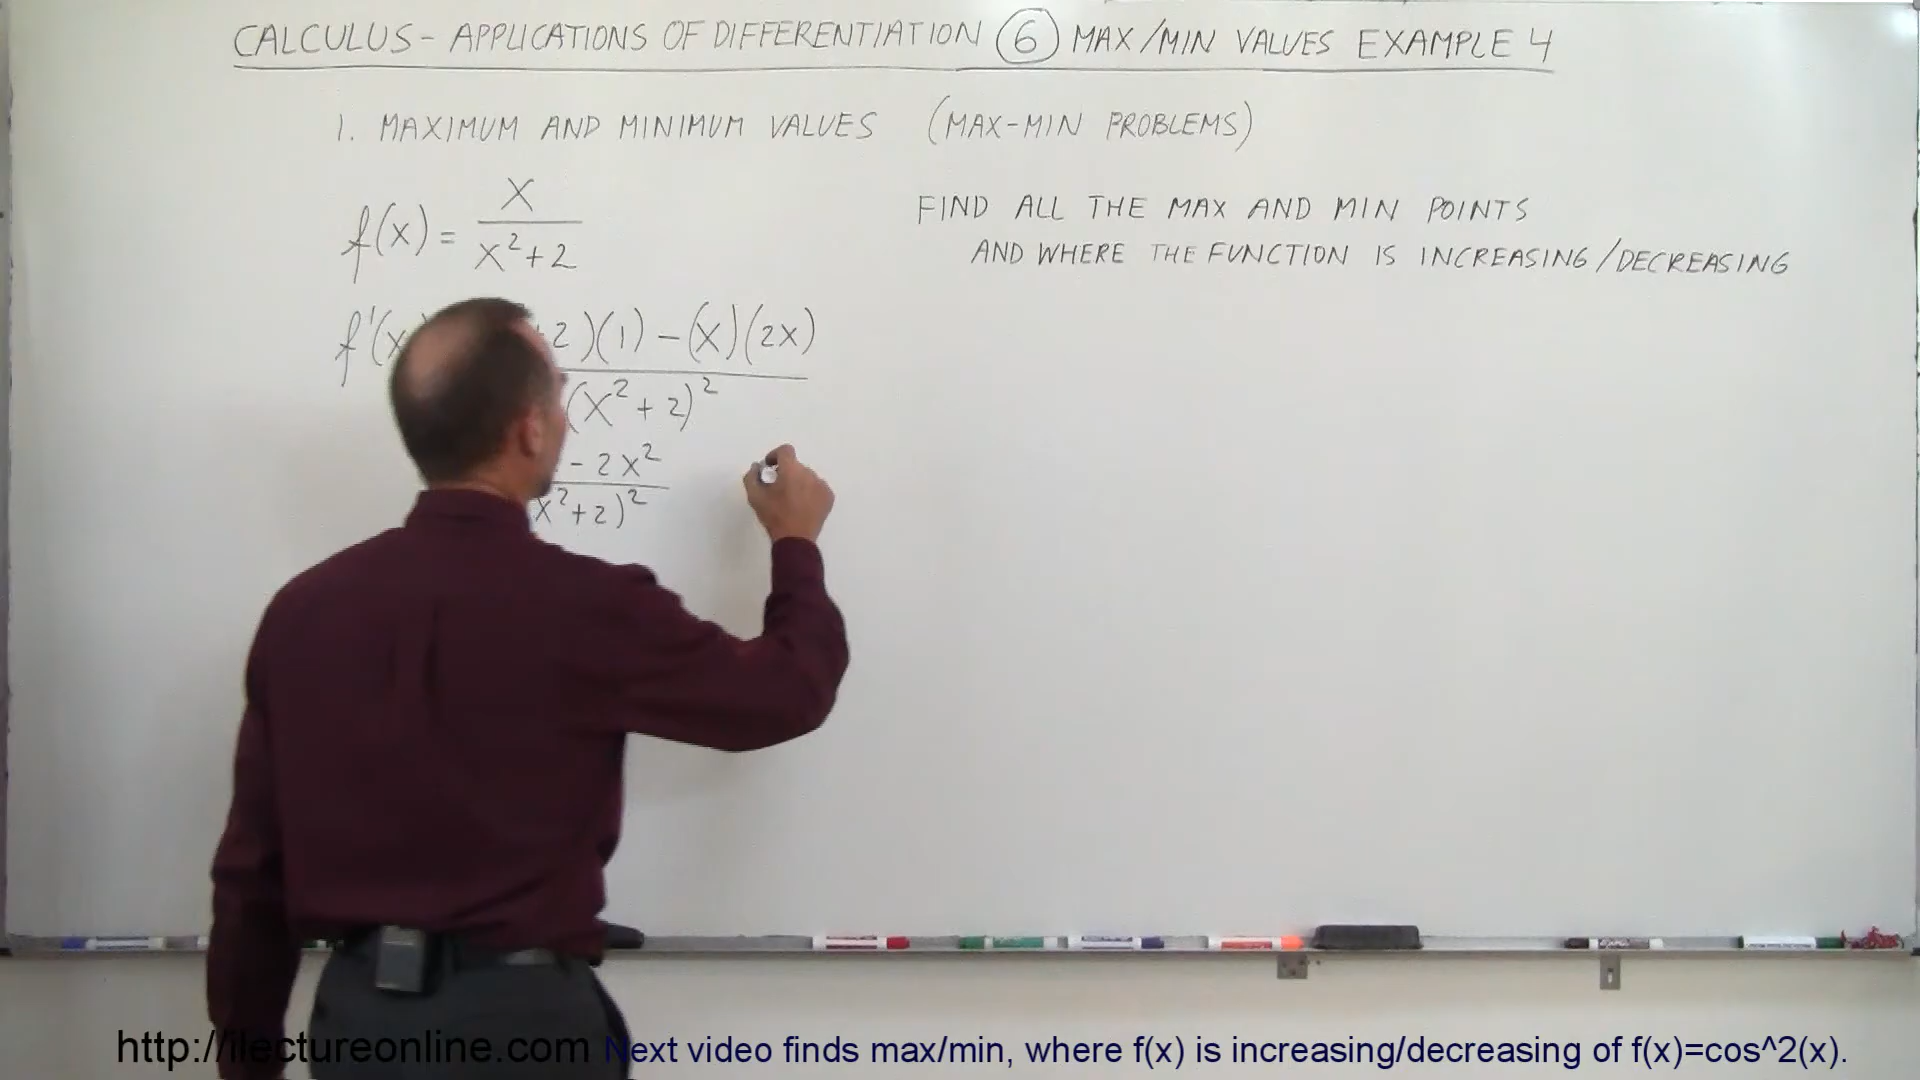 CALCULUS - APPLICATIONS OF DIFFERENTIATION 6 MAX/MIN VALUES EXAMPLE 4
1. MAXIMUM AND MINIMUM VALUES (MAX-MIN PROBLEMS)
f(x) = x / x²+2
FIND ALL THE MAX AND MIN POINTS
AND WHERE THE FUNCTION IS INCREASING/DECREASING
f'(x 2)(1) - (x)(2x)
(x²+2)²
- 2x²
x²+2)²
http://ilectureonline.com Next video finds max/min, where f(x) is increasing/decreasing of f(x)=cos^2(x).